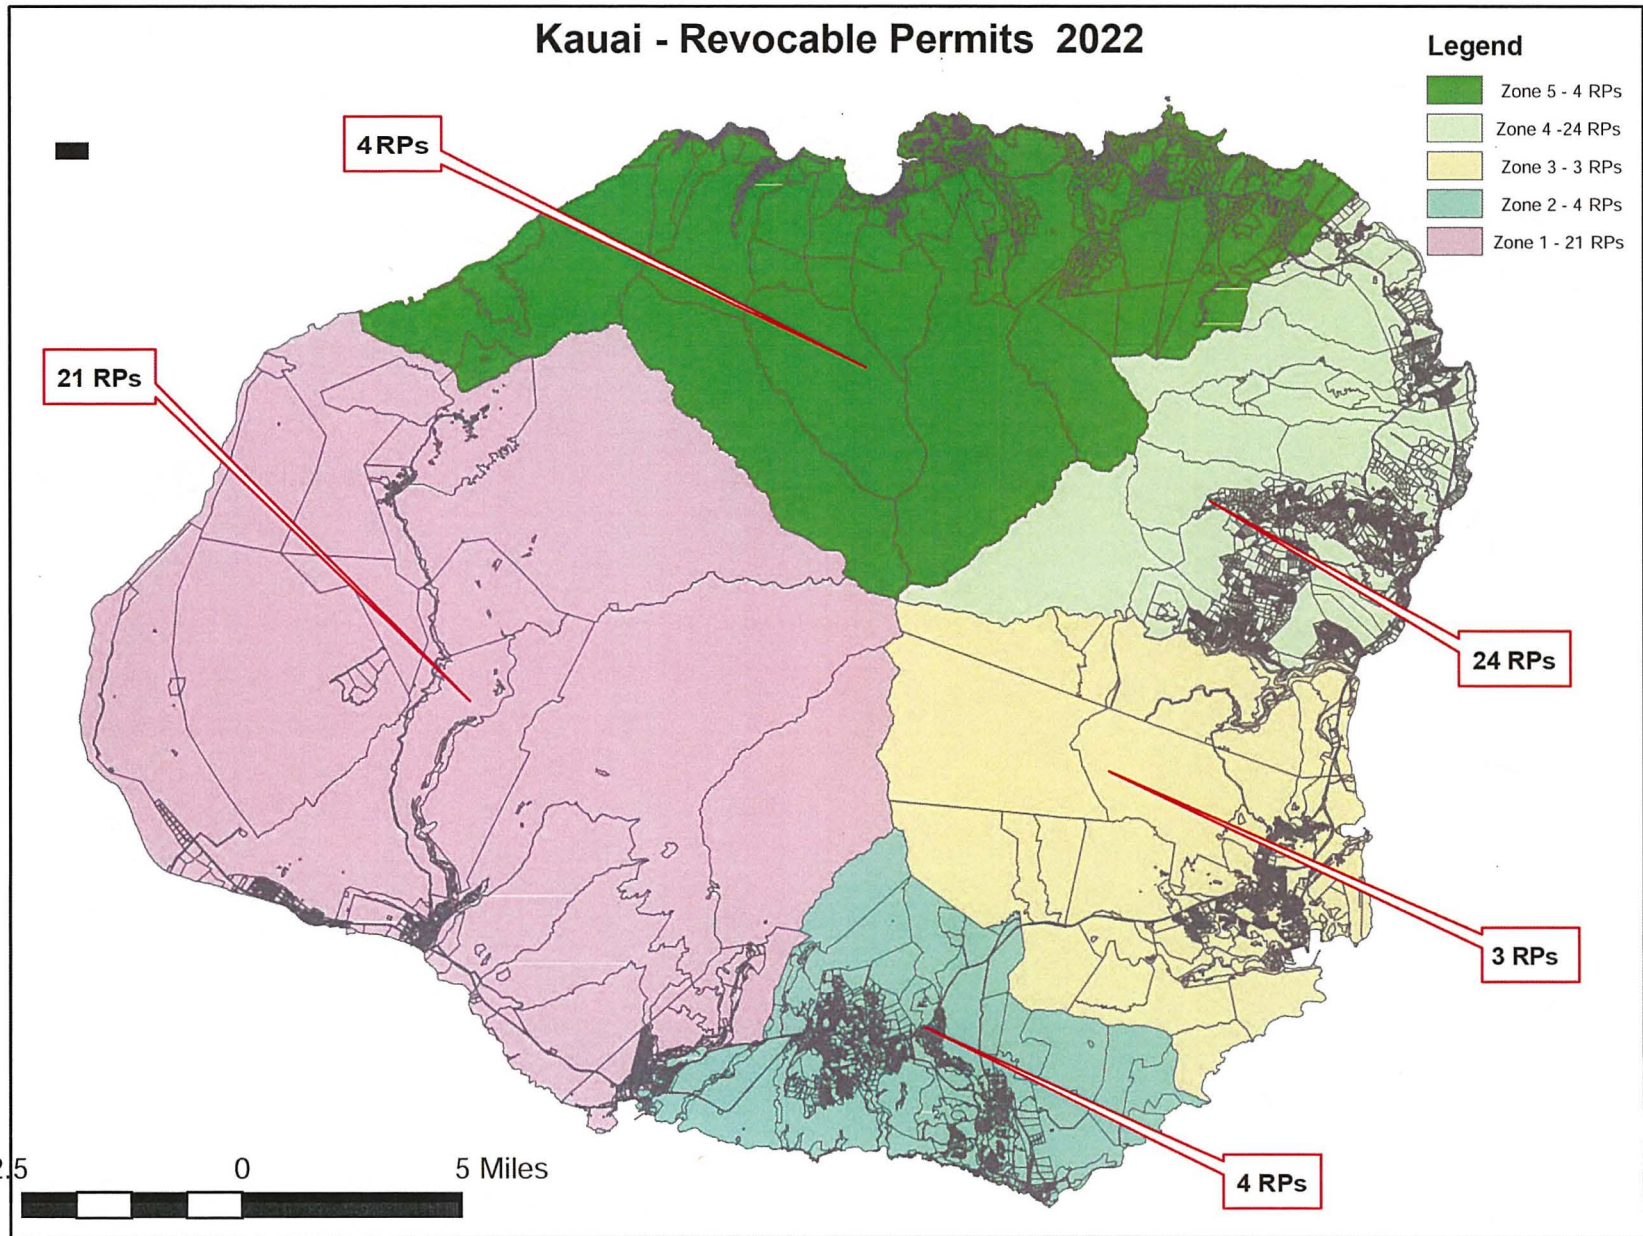 Kauai - Revocable Permits 2022
Legend
Zone 5 - 4 RPs
Zone 4 -24 RPs
Zone 3 - 3 RPs
Zone 2 - 4 RPs
Zone 1 - 21 RPs
4 RPs
21 RPs
24 RPs
3 RPs
4 RPs
2.5 0 5 Miles